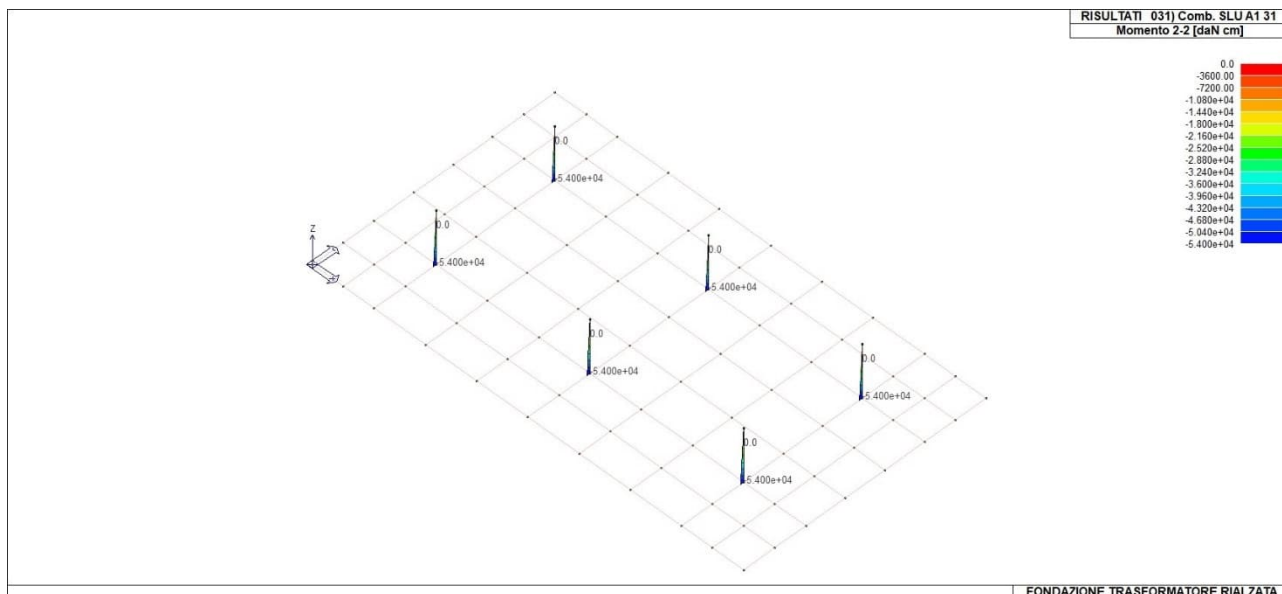 RISULTATI 031) Comb. SLU A1 31
Momento 2-2 [daN cm]
0.0
-3600.00
-7200.00
-1.080e+04
-1.440e+04
-1.800e+04
-2.160e+04
-2.520e+04
-2.880e+04
-3.240e+04
-3.600e+04
-3.960e+04
-4.320e+04
-4.680e+04
-5.040e+04
-5.400e+04
0.0
-5.400e+04
0.0
-5.400e+04
Z
0.0
-5.400e+04
0.0
-5.400e+04
0.0
-5.400e+04
0.0
-5.400e+04
FONDAZIONE TRASFORMATORE RIALZATA